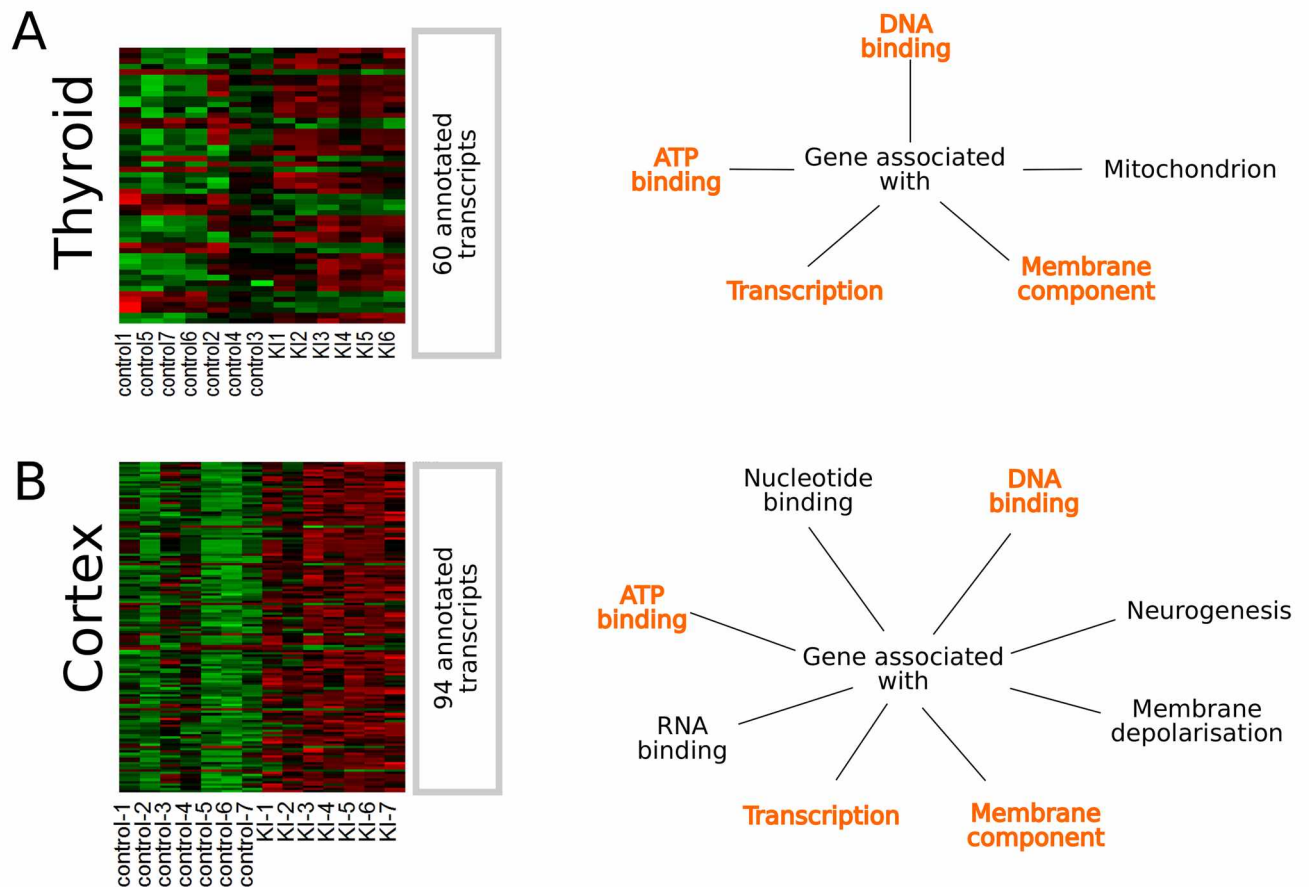 A
Thyroid
control1
control5
control7
control6
control2
control4
control3
KI1
KI2
KI3
KI4
KI5
KI6
60 annotated
transcripts
DNA
binding
ATP
binding
Gene associated
with
Mitochondrion
Transcription
Membrane
component
B
Cortex
control-1
control-2
control-3
control-4
control-5
control-6
control-7
KI-1
KI-2
KI-3
KI-4
KI-5
KI-6
KI-7
94 annotated
transcripts
Nucleotide
binding
DNA
binding
ATP
binding
Neurogenesis
Gene associated
with
RNA
binding
Membrane
depolarisation
Transcription
Membrane
component